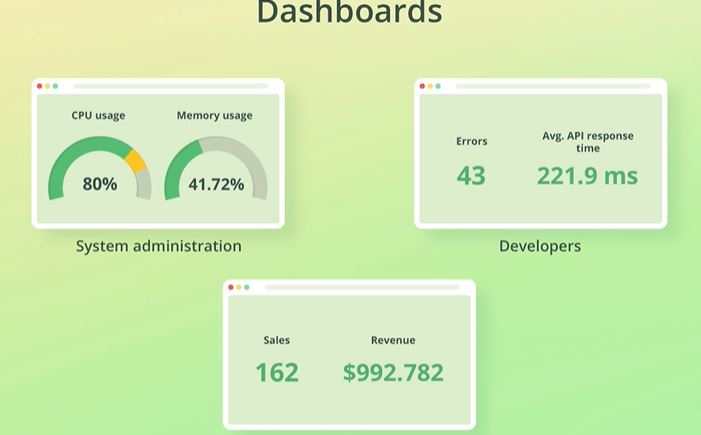 Dashboards
CPU usage
Memory usage
80%
41.72%
System administration
Errors
Avg. API response
time
43
221.9 ms
Developers
Sales
Revenue
162
$992.782